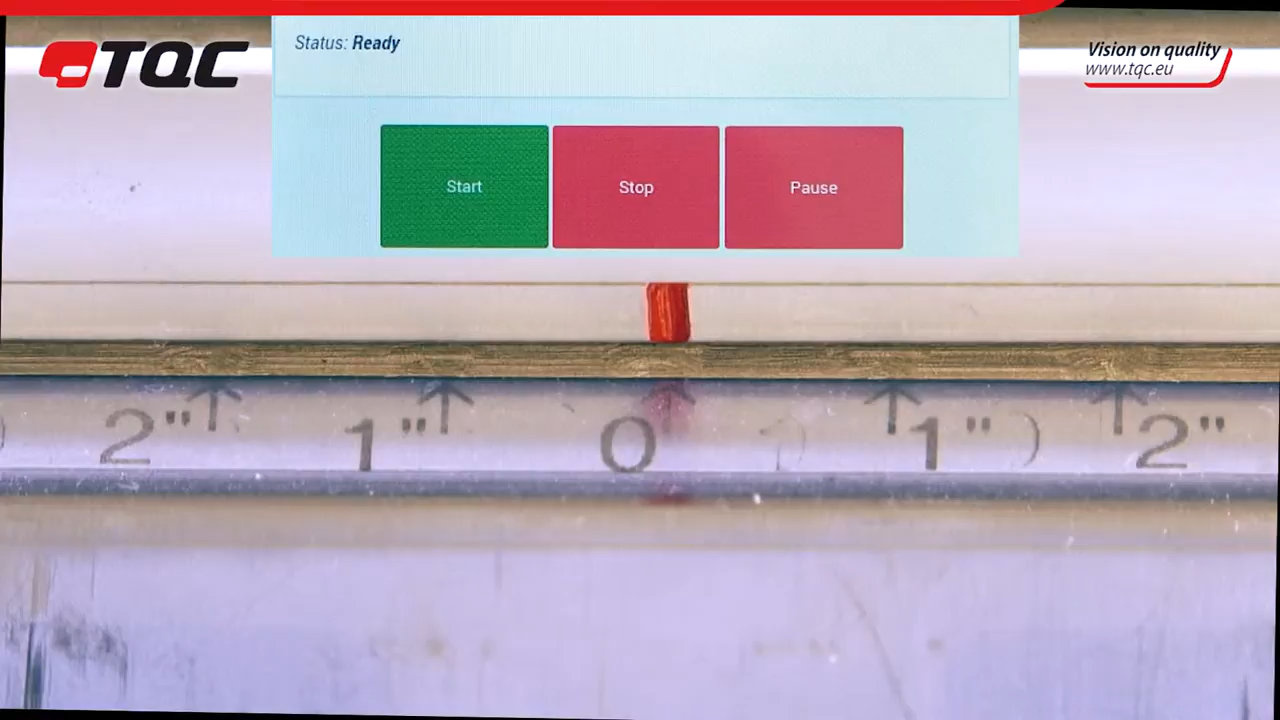 Status: Ready
TQC
Vision on quality
www.tqc.eu
Start Stop Pause
2" 1" 0 1" 2"